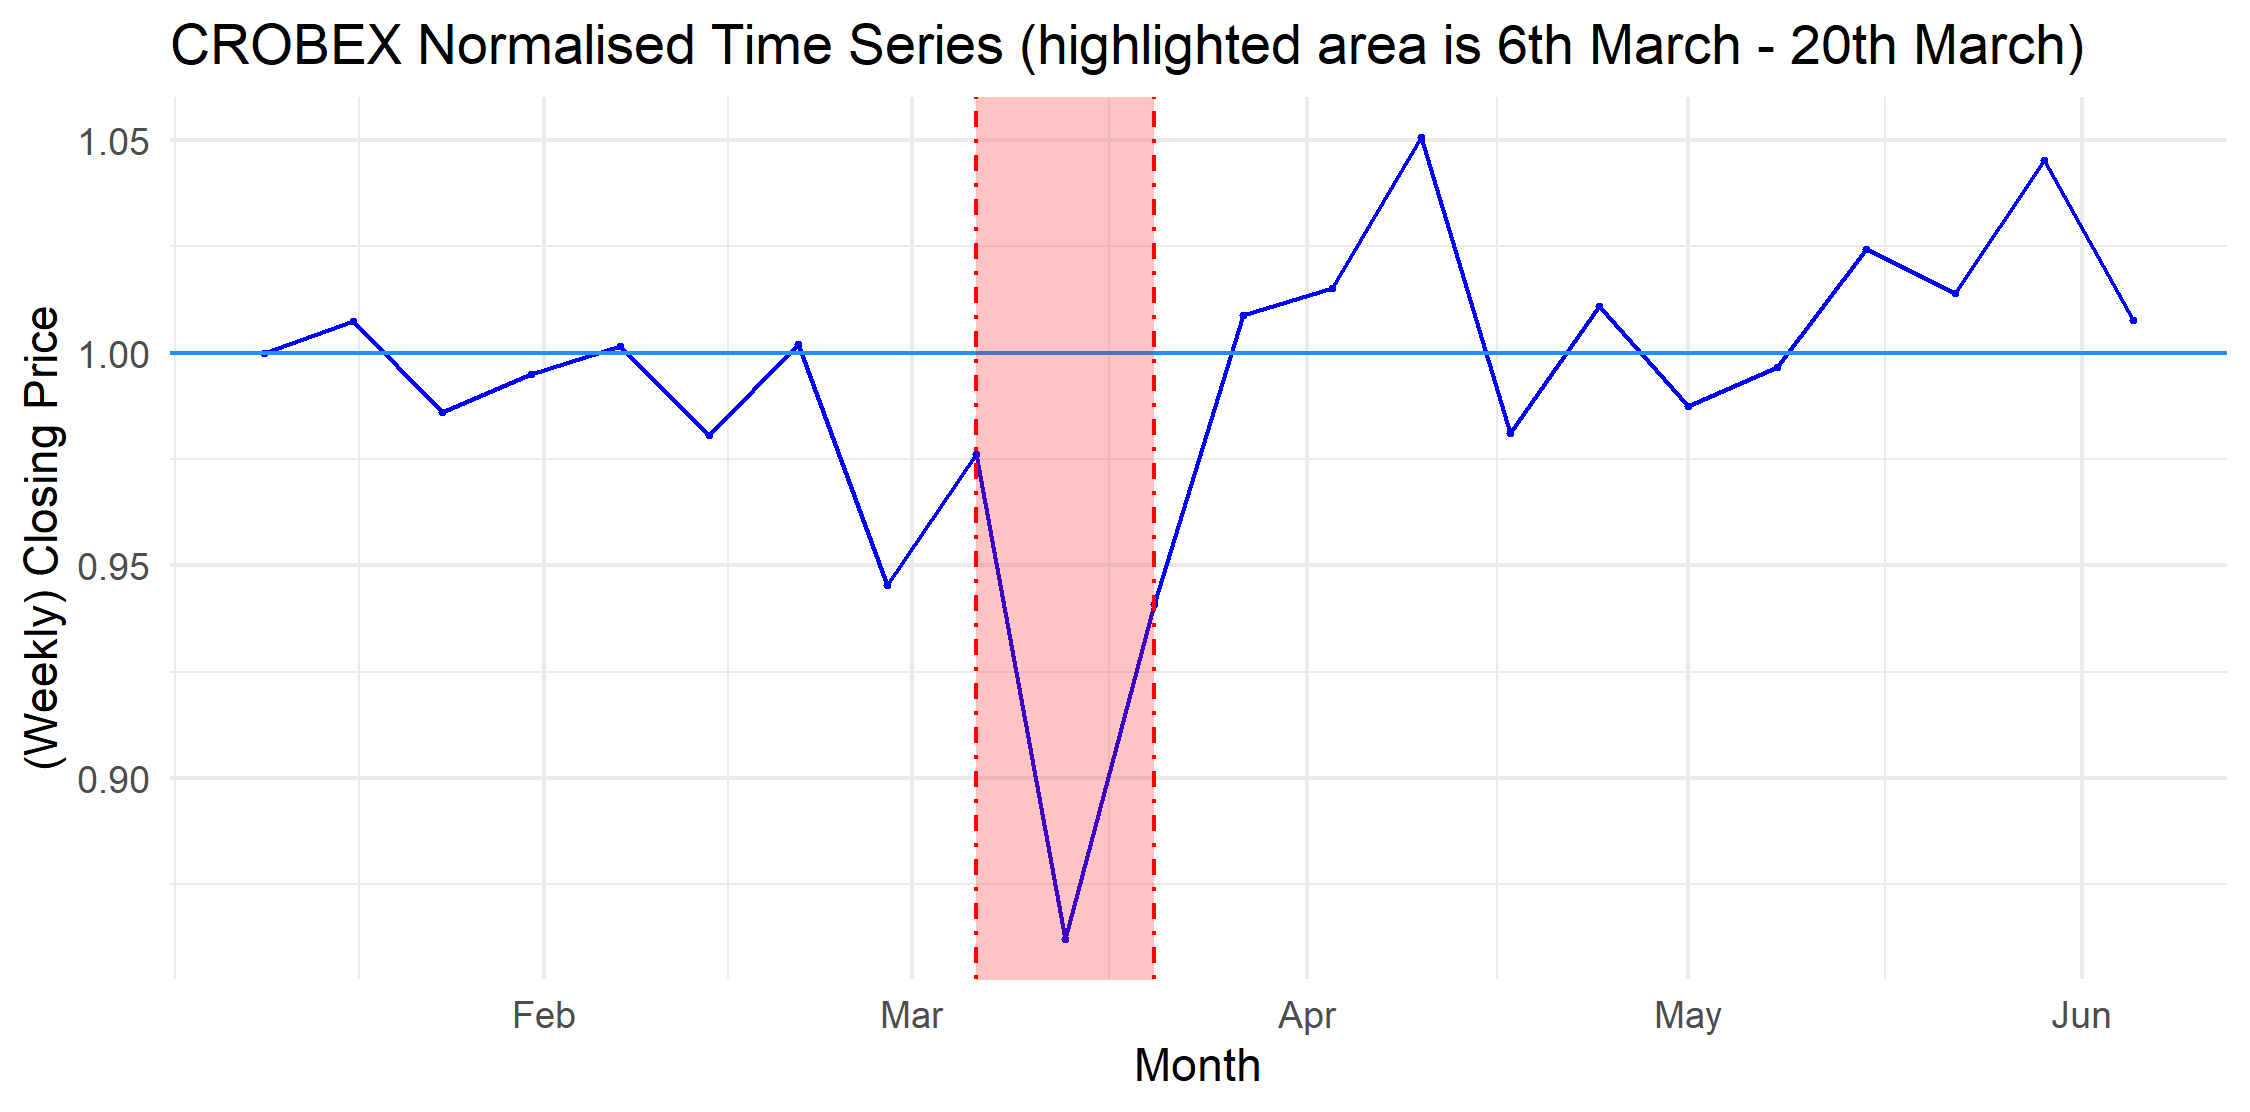 CROBEX Normalised Time Series (highlighted area is 6th March - 20th March)
(Weekly) Closing Price
1.05
1.00
0.95
0.90
Feb
Mar
Apr
May
Jun
Month